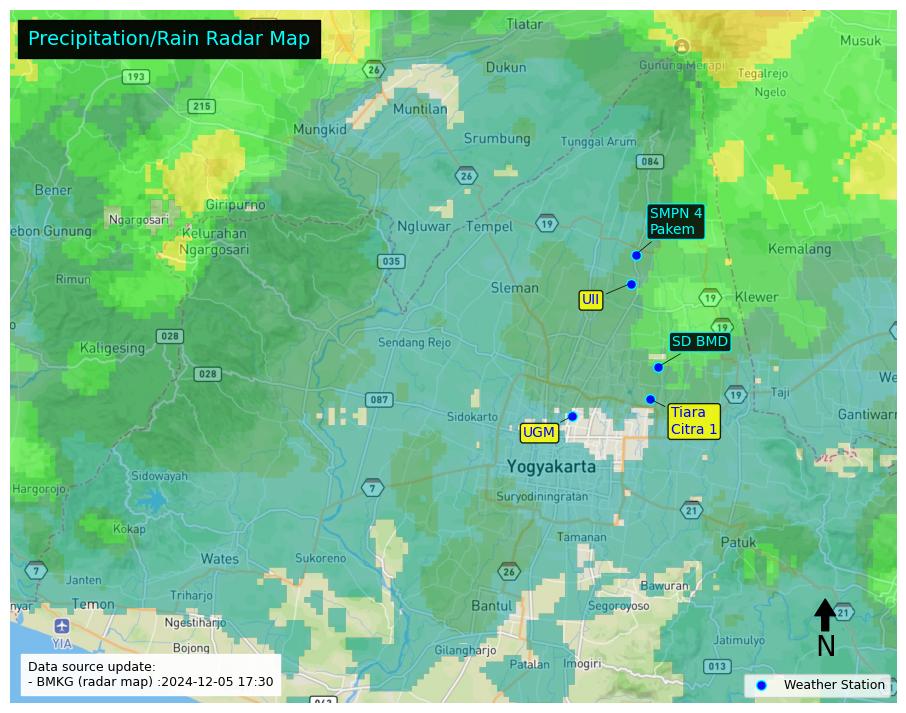 Precipitation/Rain Radar Map
Tlatar
Musuk
26
193
Dukun
Gunung Merapi
Tegalrejo
Ngelo
215
Muntilan
Mungkid
Srumbung
Tunggal Arum
084
26
Bener
Giripurno
Ngargosari
SMPN 4
Pakem
Ngluwar
Tempel
19
ebon Gunung
Kelurahan
Ngargosari
Kemalang
035
Rimun
UII
Sleman
19
Klewer
19
028
Kaligesing
Sendang Rejo
SD BMD
028
087
19
Taji
We
Sidokarto
UGM
Tiara
Citra 1
Gantiwarn
Yogyakarta
Sidowayah
Hargorojo
7
Suryodiningratan
21
Kokap
Tamanan
Patuk
7
Wates
Sukoreno
26
Janten
Bawuran
Triharjo
nyar
Temon
Bantul
Segoroyoso
21
YIA
Ngestiharjo
Bojong
Gilangharjo
Jatimulyo
N
Patalan
Imogiri
013
Data source update:
- BMKG (radar map) :2024-12-05 17:30
Weather Station